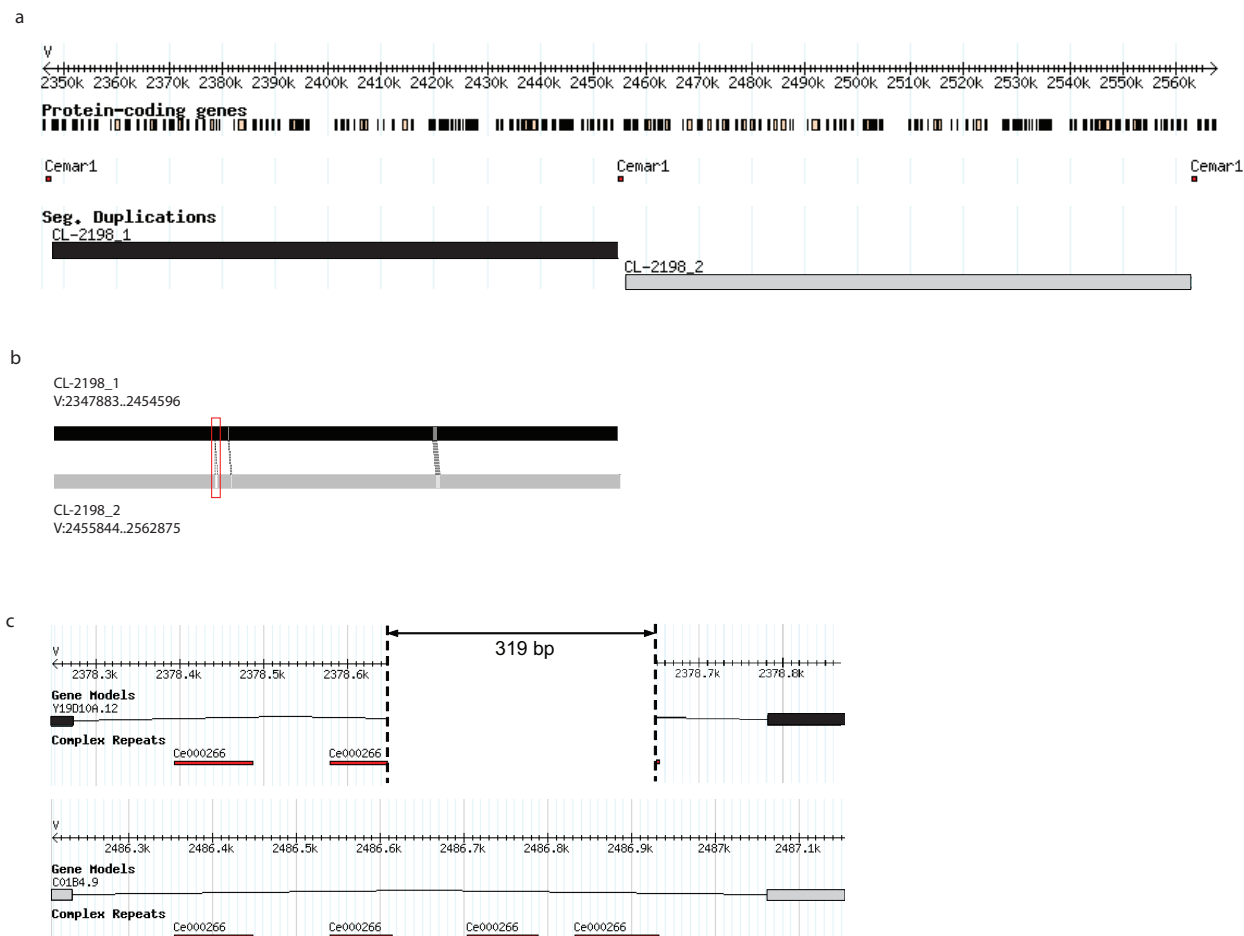 a
V
2350k 2360k 2370k 2380k 2390k 2400k 2410k 2420k 2430k 2440k 2450k 2460k 2470k 2480k 2490k 2500k 2510k 2520k 2530k 2540k 2550k 2560k
Protein-coding genes
Cemar1 Cemar1 Cemar1
Seg. Duplications
CL-2198_1
CL-2198_2
b
CL-2198_1
V:2347883..2454596
CL-2198_2
V:2455844..2562875
c
319 bp
V
2378.3k 2378.4k 2378.5k 2378.6k 2378.7k 2378.8k
Gene Models
Y19D10A.12
Complex Repeats
Ce000266 Ce000266
V
2486.3k 2486.4k 2486.5k 2486.6k 2486.7k 2486.8k 2486.9k 2487k 2487.1k
Gene Models
C01B4.9
Complex Repeats
Ce000266 Ce000266 Ce000266 Ce000266